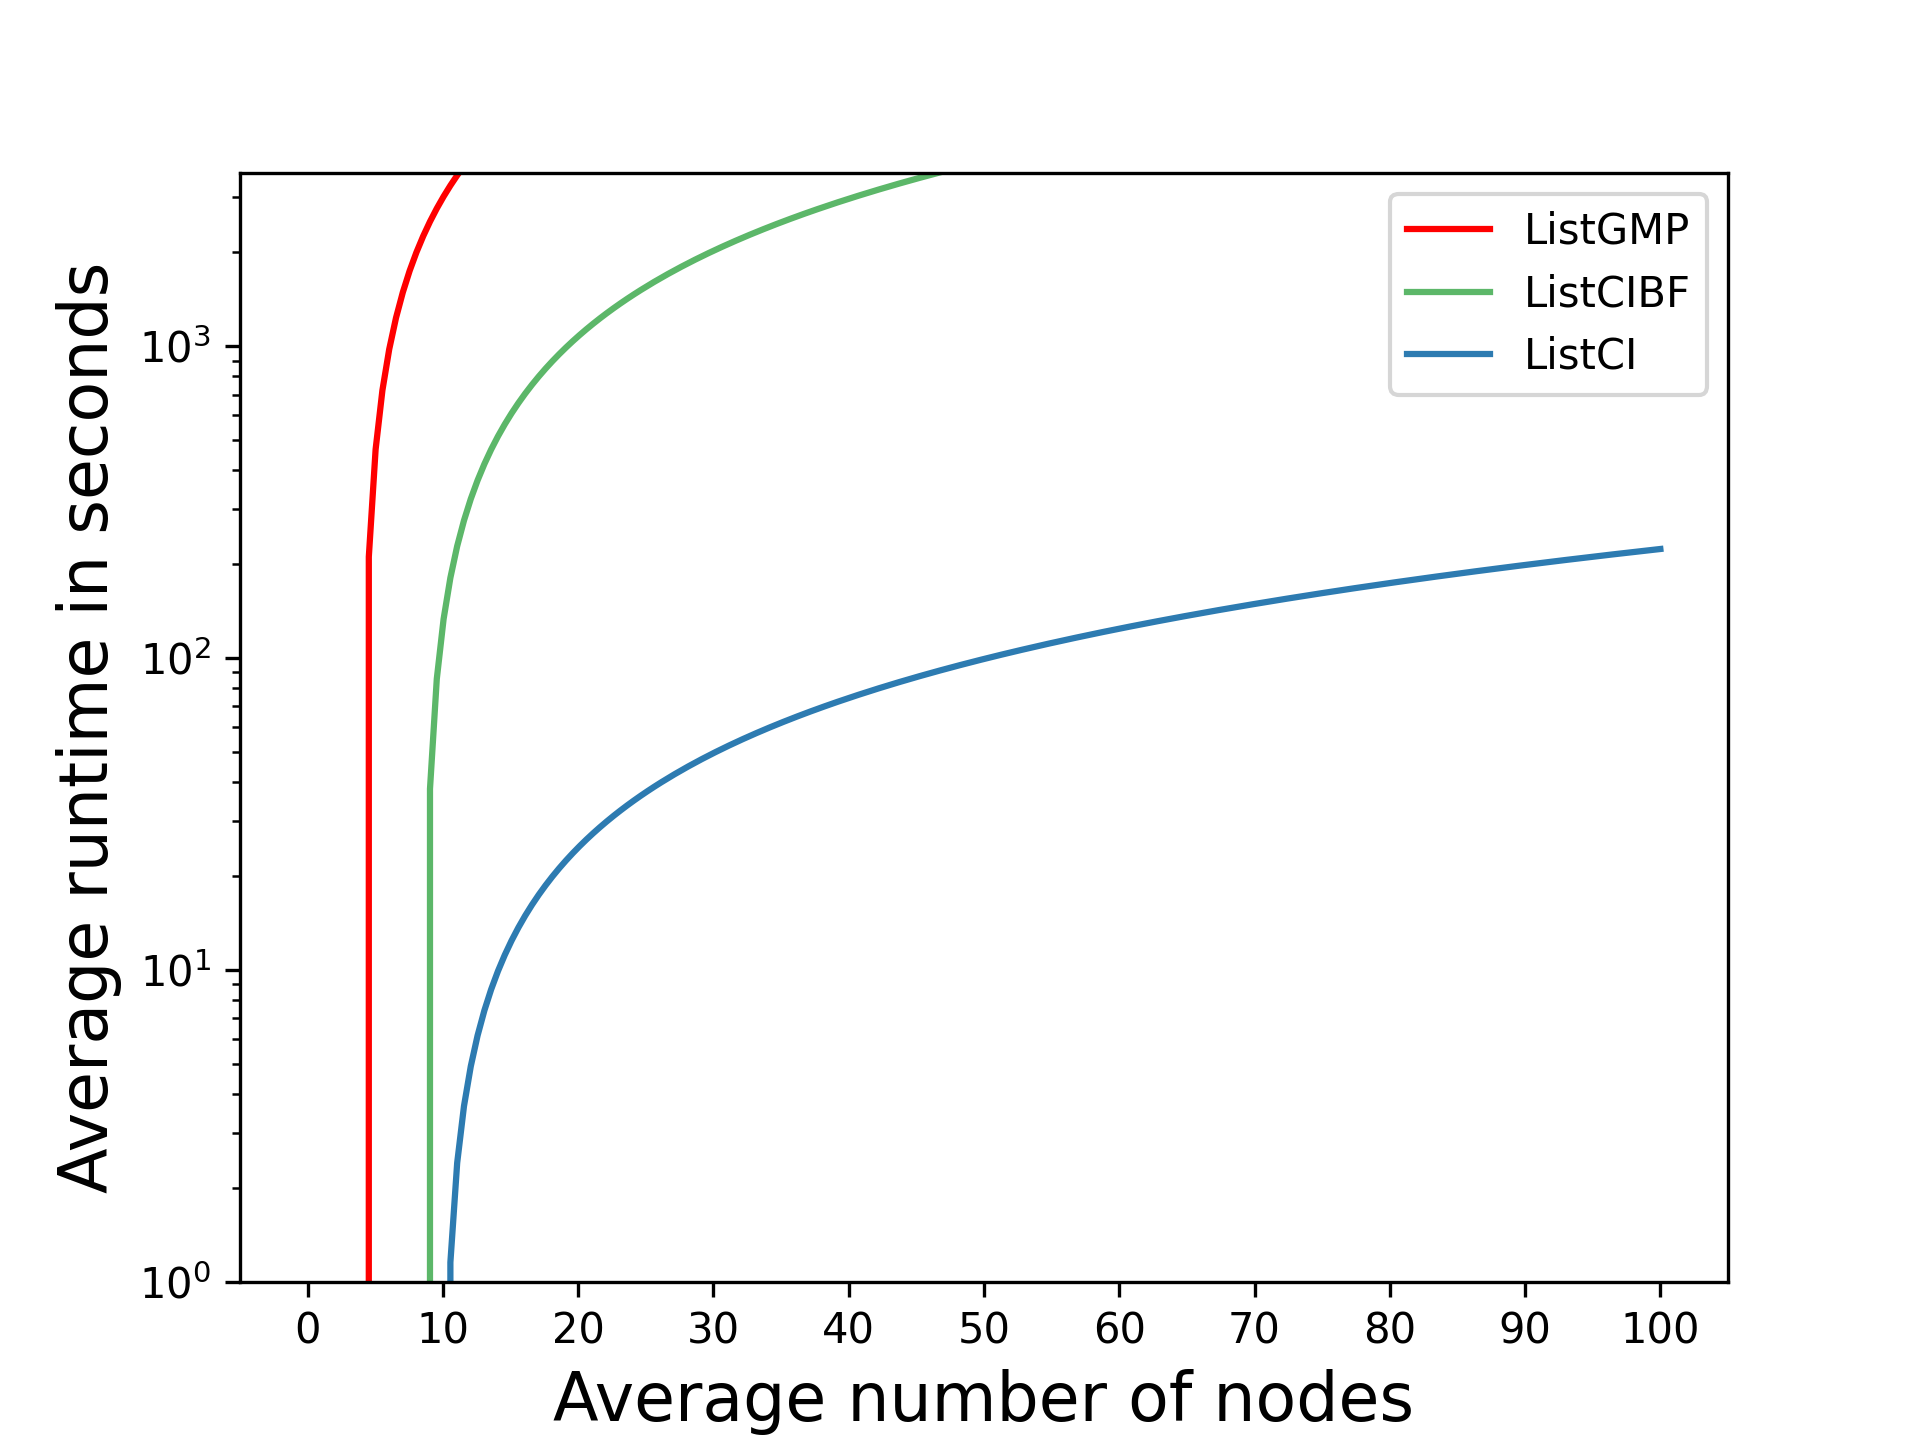 ListGMP
ListCIBF
ListCI
10³
10²
10¹
10⁰
0 10 20 30 40 50 60 70 80 90 100
Average number of nodes
Average runtime in seconds